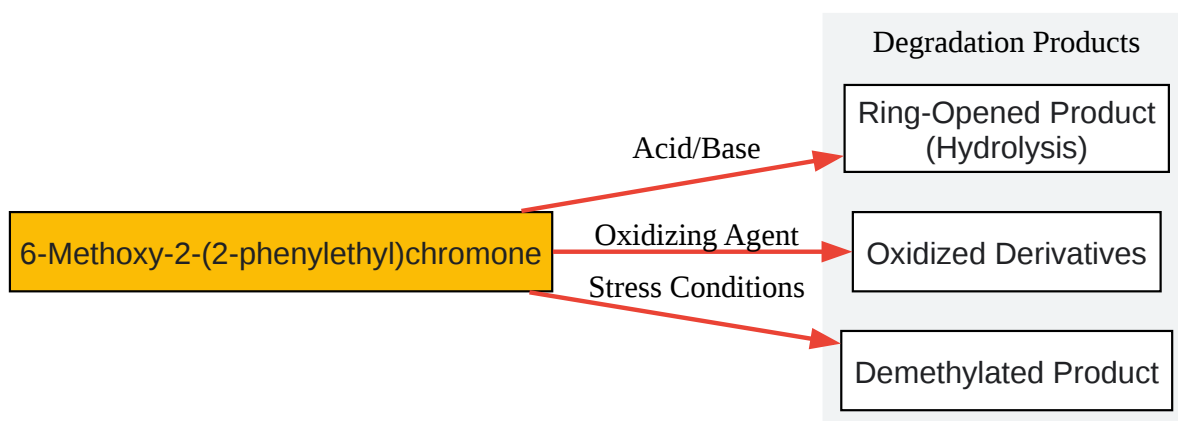 Degradation Products
Ring-Opened Product
(Hydrolysis)
Acid/Base
6-Methoxy-2-(2-phenylethyl)chromone
Oxidizing Agent
Oxidized Derivatives
Stress Conditions
Demethylated Product